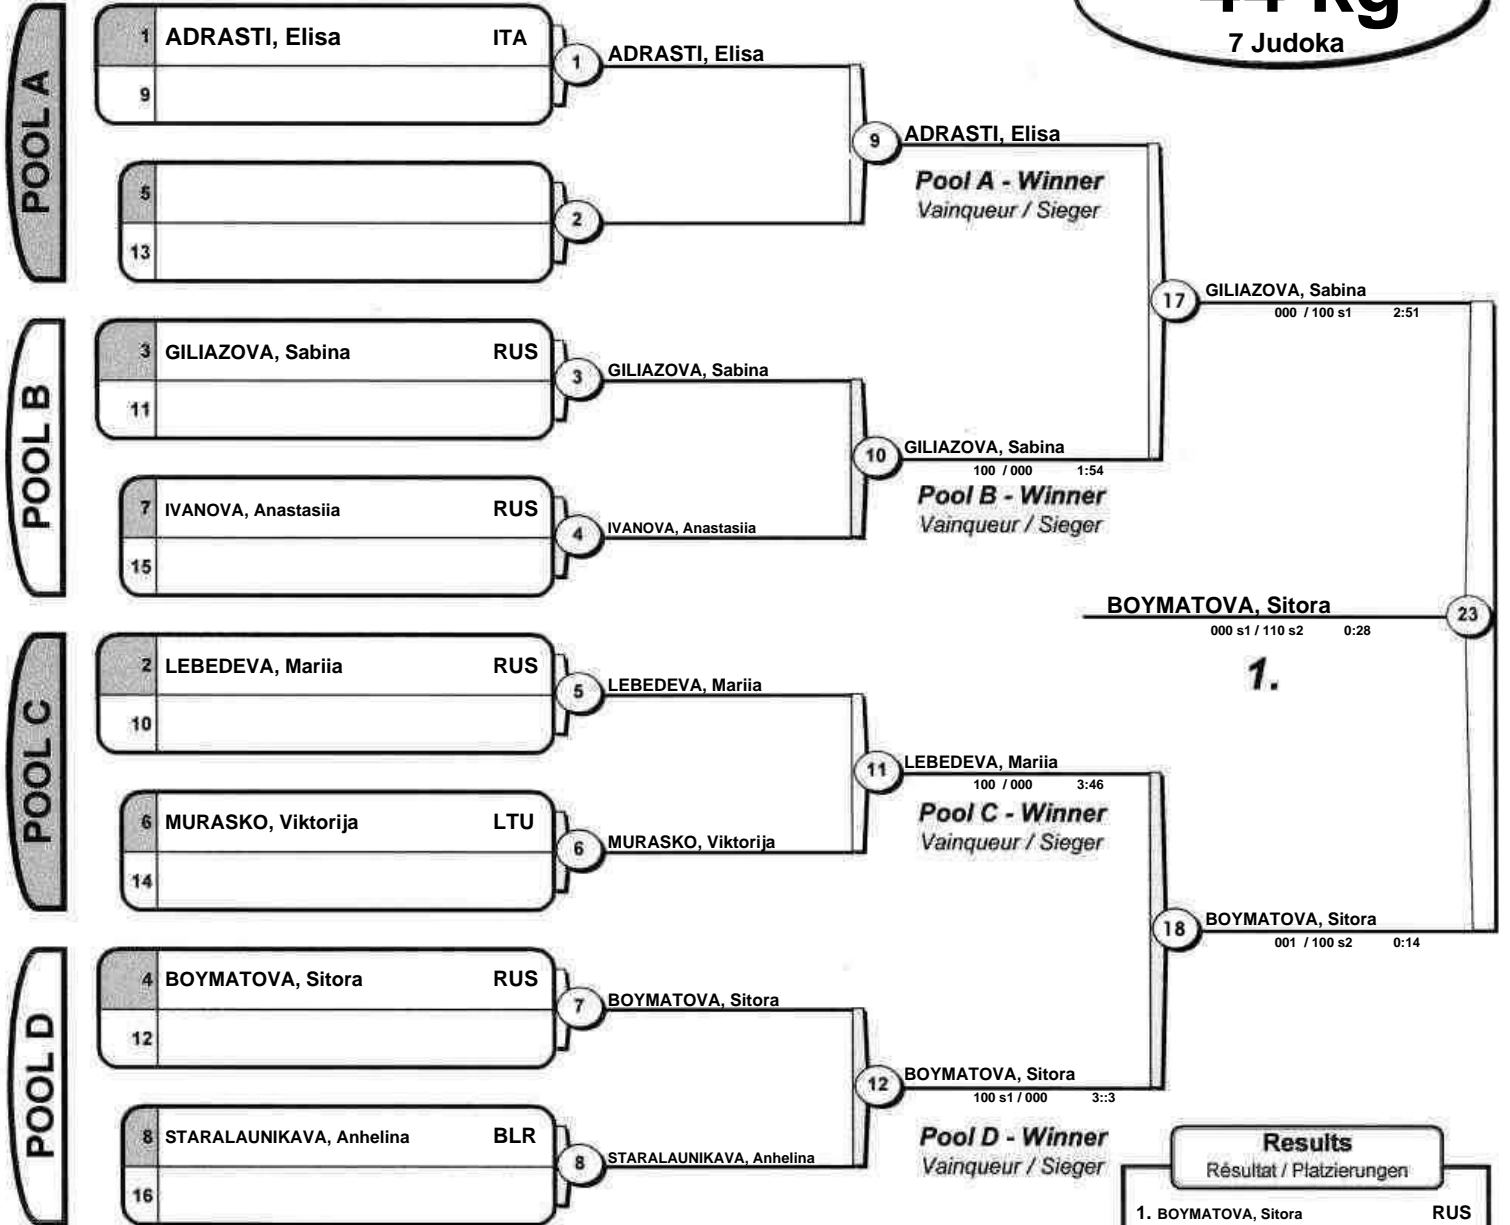 44 kg
7 Judoka
POOL A
1 ADRASTI, Elisa ITA
9
1 ADRASTI, Elisa
5
13
2
9 ADRASTI, Elisa
Pool A - Winner
Vainqueur / Sieger
POOL B
3 GILIAZOVA, Sabina RUS
11
3 GILIAZOVA, Sabina
7 IVANOVA, Anastasiia RUS
15
4 IVANOVA, Anastasiia
10 GILIAZOVA, Sabina
100 / 000 1:54
Pool B - Winner
Vainqueur / Sieger
17 GILIAZOVA, Sabina
000 / 100 s1 2:51
BOYMATOVA, Sitora 23
000 s1 / 110 s2 0:28
1.
POOL C
2 LEBEDEVA, Mariia RUS
10
5 LEBEDEVA, Mariia
6 MURASKO, Viktorija LTU
14
6 MURASKO, Viktorija
11 LEBEDEVA, Mariia
100 / 000 3:46
Pool C - Winner
Vainqueur / Sieger
POOL D
4 BOYMATOVA, Sitora RUS
12
7 BOYMATOVA, Sitora
8 STARALAUNIKAVA, Anhelina BLR
16
8 STARALAUNIKAVA, Anhelina
12 BOYMATOVA, Sitora
100 s1 / 000 3::3
Pool D - Winner
Vainqueur / Sieger
18 BOYMATOVA, Sitora
001 / 100 s2 0:14
Results
Résultat / Platzierungen
1. BOYMATOVA, Sitora RUS